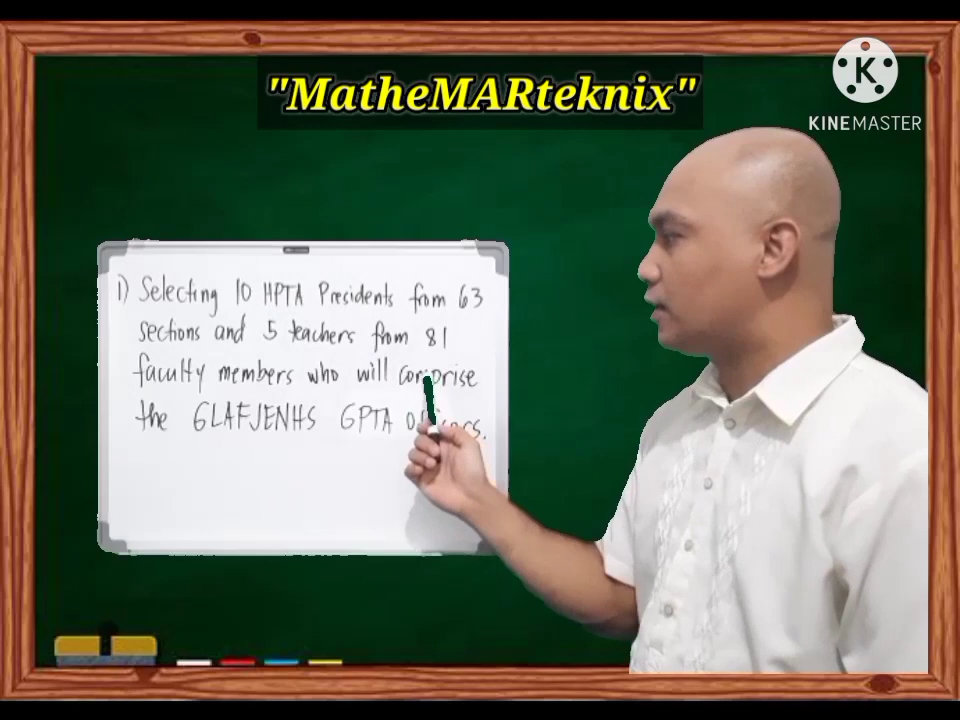 "MatheMARteknix"
K
KINEMASTER
1) Selecting 10 HPTA Presidents from 63
sections and 5 teachers from 81
faculty members who will comprise
the GLAFJENHS GPTA